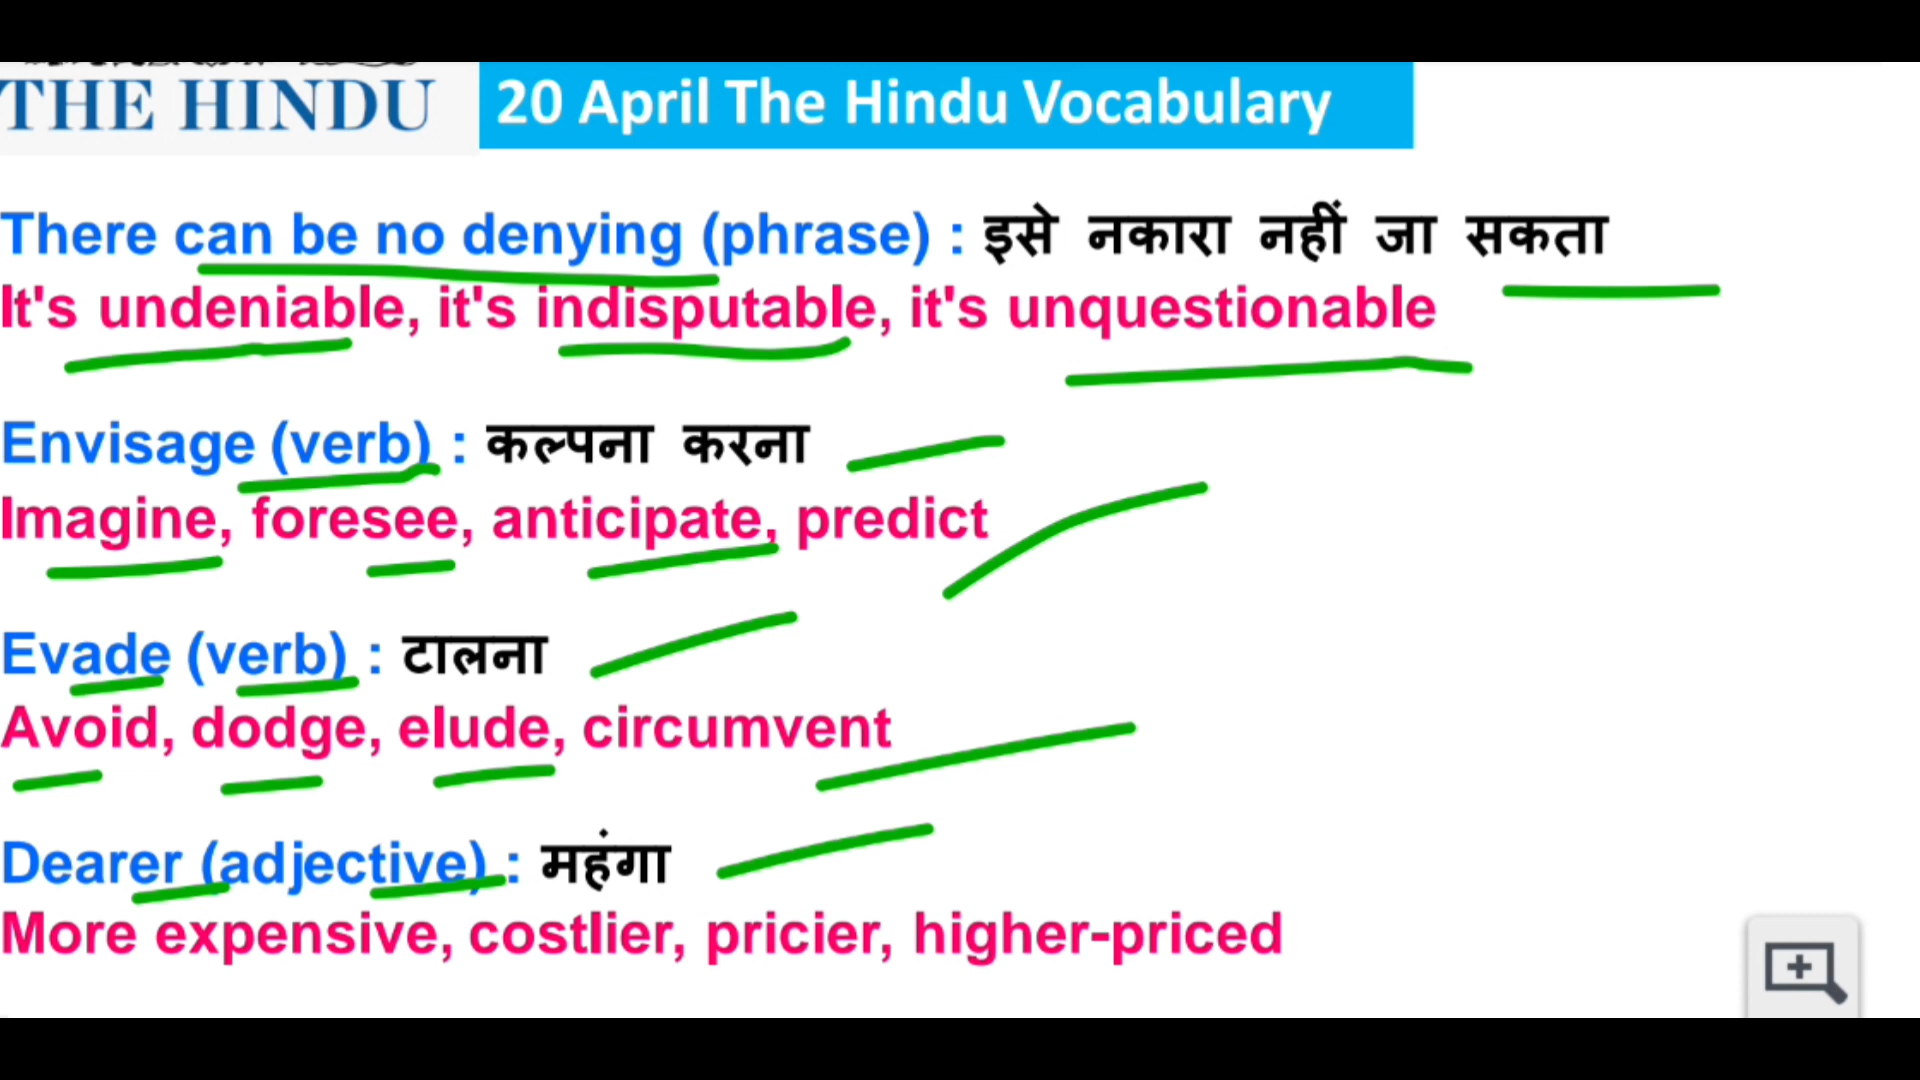 THE HINDU
20 April The Hindu Vocabulary
There can be no denying (phrase) : इसे नकारा नहीं जा सकता
It's undeniable, it's indisputable, it's unquestionable
Envisage (verb) : कल्पना करना
Imagine, foresee, anticipate, predict
Evade (verb) : टालना
Avoid, dodge, elude, circumvent
Dearer (adjective) : महंगा
More expensive, costlier, pricier, higher-priced